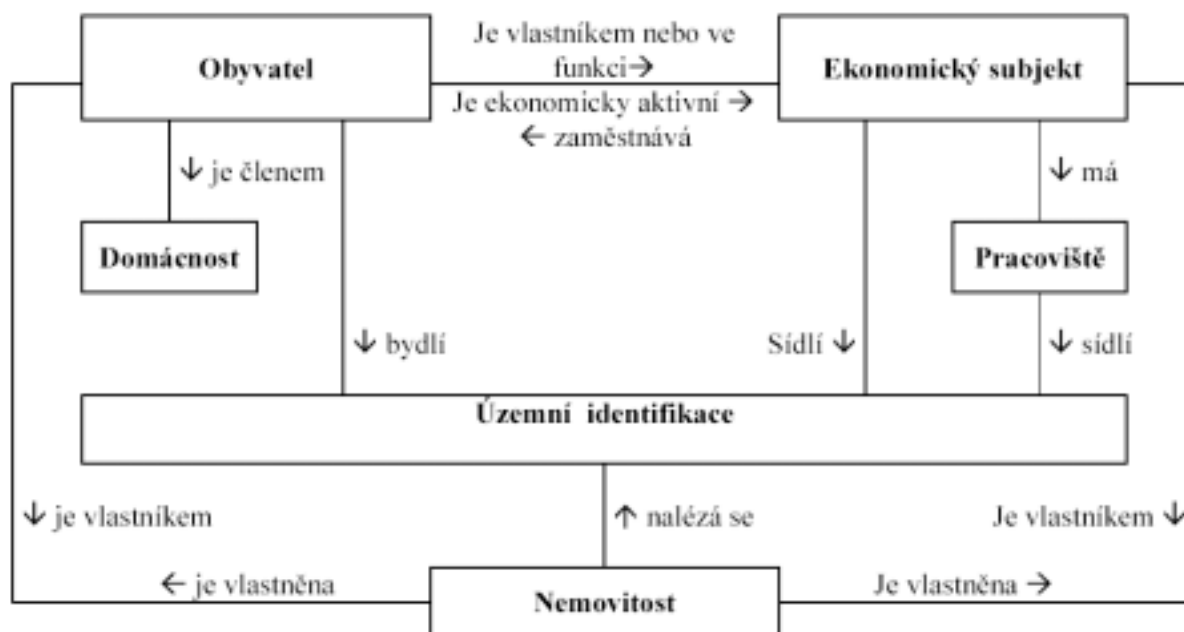 Obyvatel
Je vlastníkem nebo ve
funkci→
Je ekonomicky aktivní →
← zaměstnává
Ekonomický subjekt
↓ je členem
↓ má
Domácnost
Pracoviště
↓ bydlí
Sídlí ↓
↓ sídlí
Územní identifikace
↓ je vlastníkem
↑ nalézá se
Je vlastníkem ↓
← je vlastněna
Nemovitost
Je vlastněna →